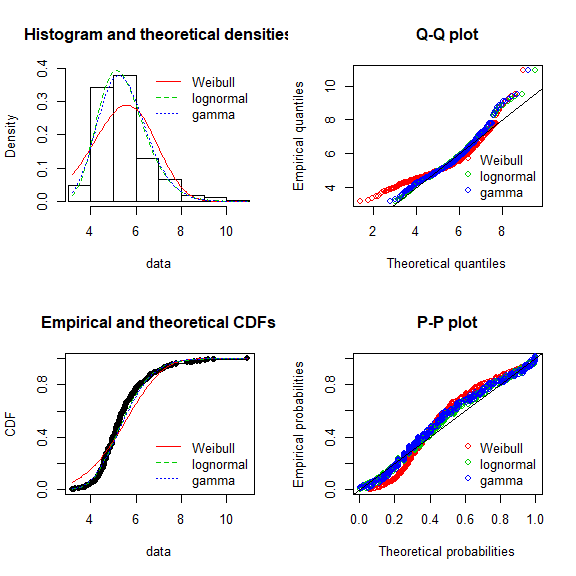 Histogram and theoretical densities
Density
0.0 0.1 0.2 0.3 0.4
Weibull
lognormal
gamma
4 6 8 10
data
Q-Q plot
Empirical quantiles
4 6 8 10
Weibull
lognormal
gamma
2 4 6 8
Theoretical quantiles
Empirical and theoretical CDFs
CDF
0.0 0.4 0.8
Weibull
lognormal
gamma
4 6 8 10
data
P-P plot
Empirical probabilities
0.0 0.4 0.8
Weibull
lognormal
gamma
0.0 0.2 0.4 0.6 0.8 1.0
Theoretical probabilities